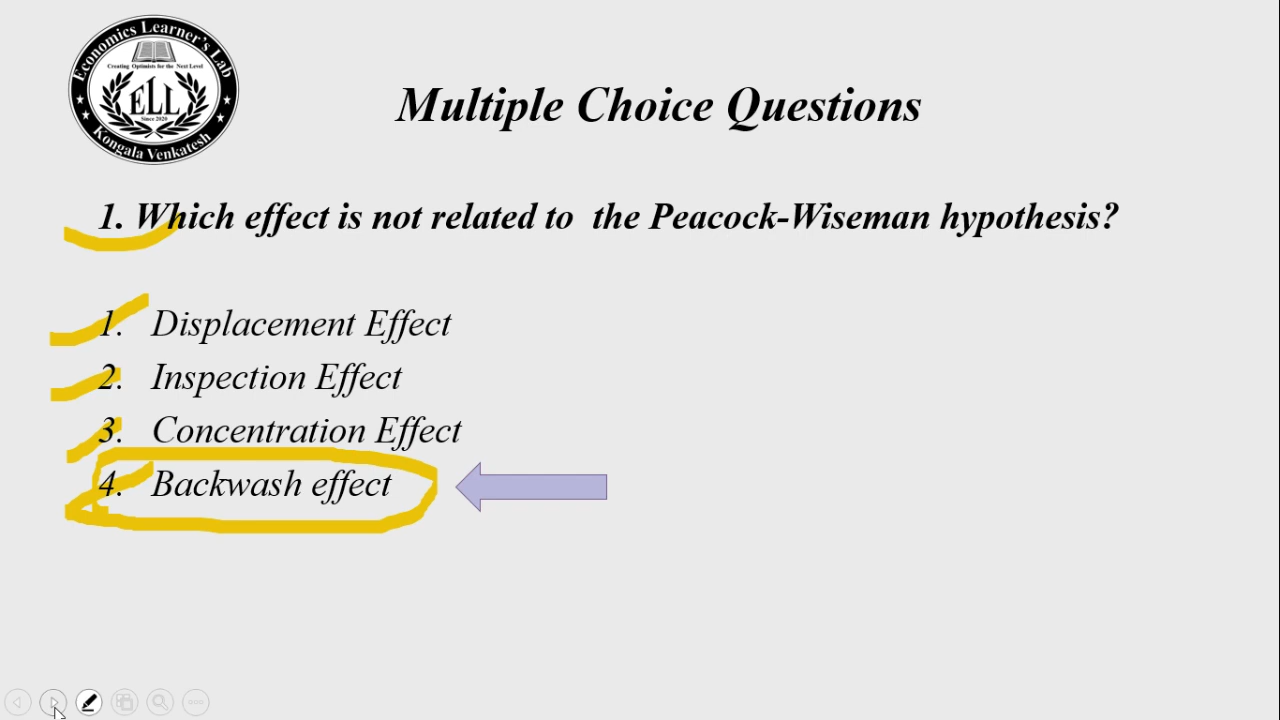 Economics Learner's Lab
Creating Optimists for the Next Level
ELL
Since 2020
Kongala Venkatesh
Multiple Choice Questions
1. Which effect is not related to the Peacock-Wiseman hypothesis?
1. Displacement Effect
2. Inspection Effect
3. Concentration Effect
4. Backwash effect